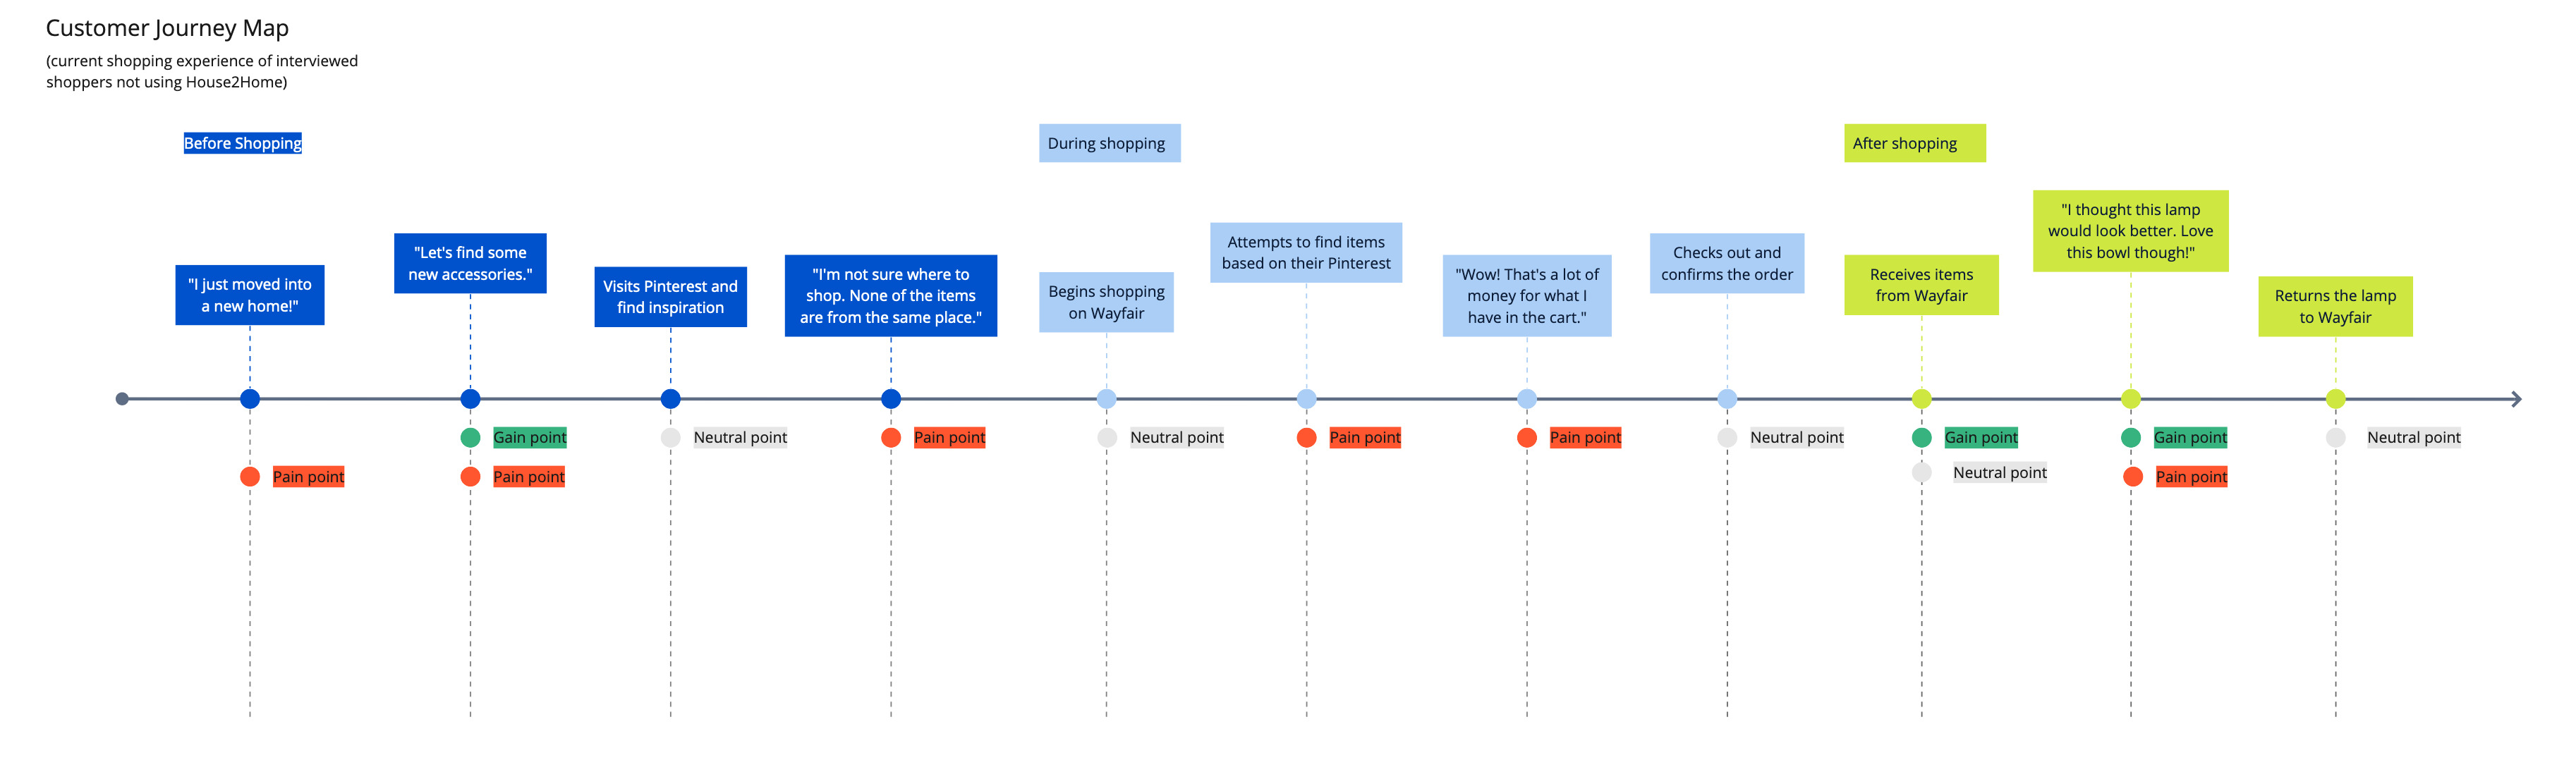 Customer Journey Map
(current shopping experience of interviewed
shoppers not using House2Home)
Before Shopping
During shopping
After shopping
"I just moved into
a new home!"
"Let's find some
new accessories."
Visits Pinterest and
find inspiration
"I'm not sure where to
shop. None of the items
are from the same place."
Begins shopping
on Wayfair
Attempts to find items
based on their Pinterest
"Wow! That's a lot of
money for what I
have in the cart."
Checks out and
confirms the order
Receives items
from Wayfair
"I thought this lamp
would look better. Love
this bowl though!"
Returns the lamp
to Wayfair
Pain point
Gain point
Pain point
Neutral point
Pain point
Neutral point
Pain point
Pain point
Neutral point
Gain point
Neutral point
Gain point
Pain point
Neutral point